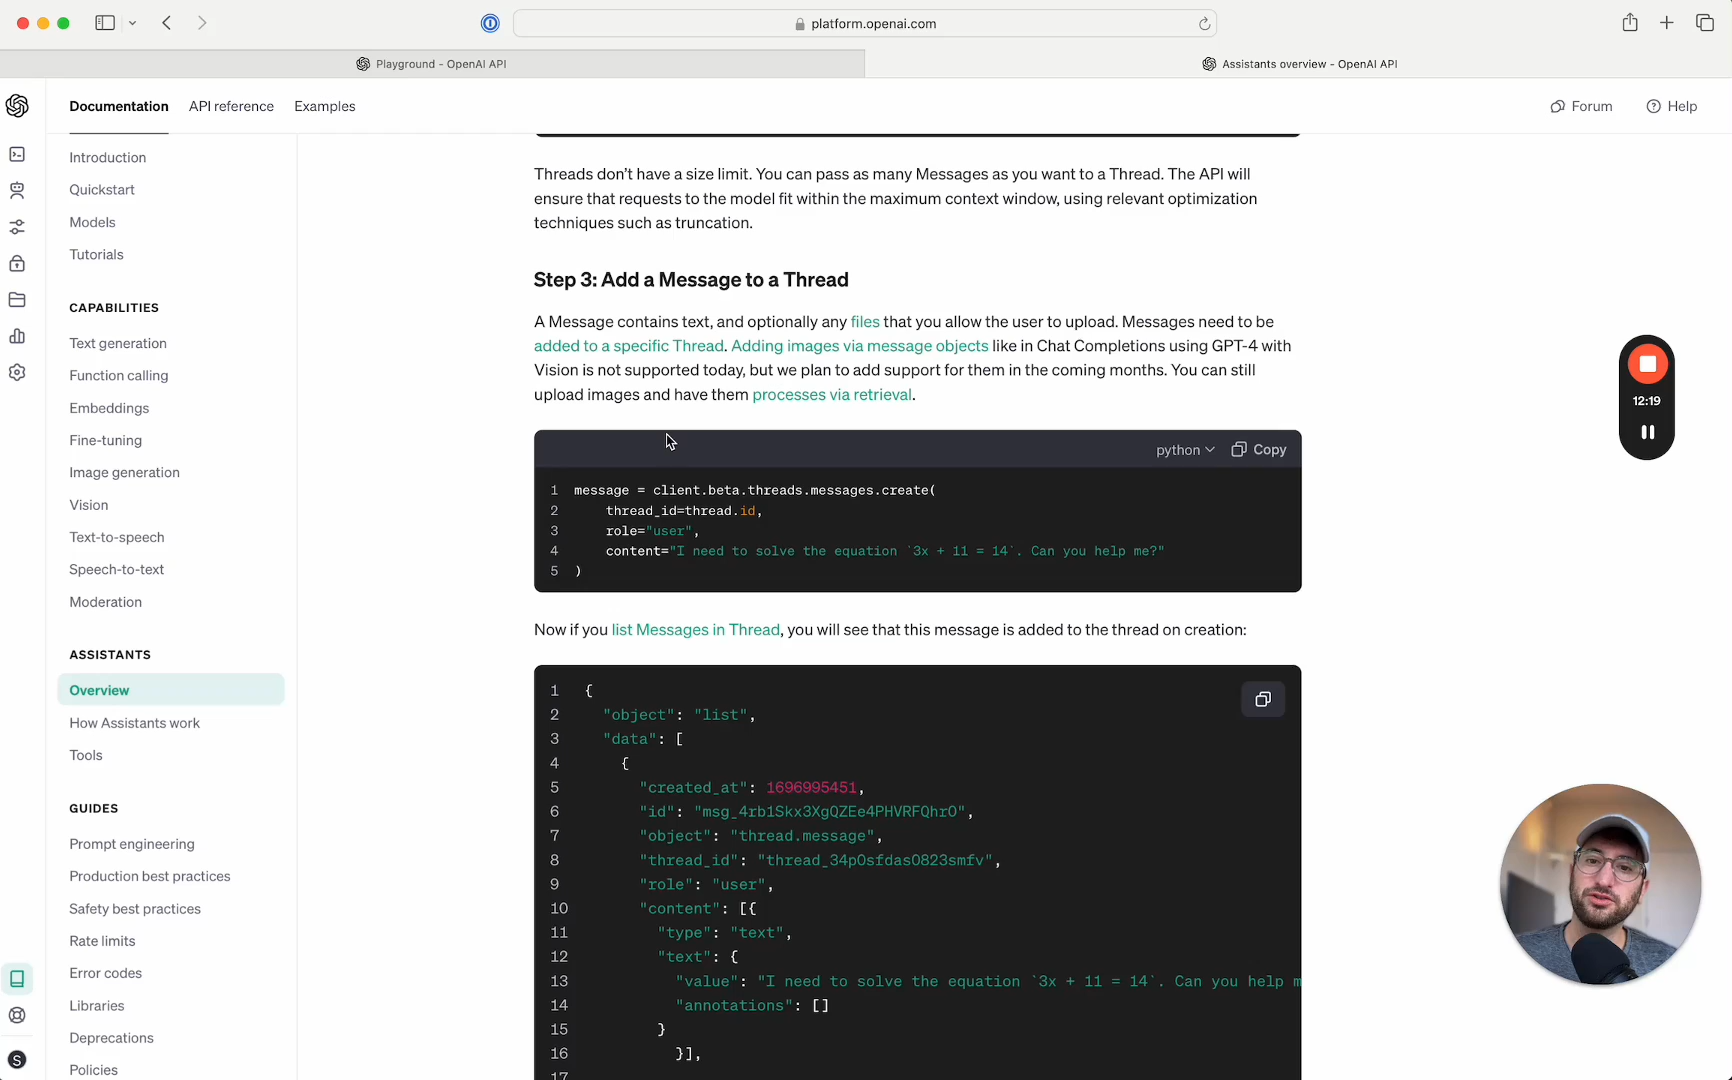 platform.openai.com
Playground - OpenAI API
Assistants overview - OpenAI API
Documentation
API reference
Examples
Forum
Help
Introduction
Quickstart
Models
Tutorials
CAPABILITIES
Text generation
Function calling
Embeddings
Fine-tuning
Image generation
Vision
Text-to-speech
Speech-to-text
Moderation
ASSISTANTS
Overview
How Assistants work
Tools
GUIDES
Prompt engineering
Production best practices
Safety best practices
Rate limits
Error codes
Libraries
Deprecations
Policies
S
Threads don’t have a size limit. You can pass as many Messages as you want to a Thread. The API will
ensure that requests to the model fit within the maximum context window, using relevant optimization
techniques such as truncation.
Step 3: Add a Message to a Thread
A Message contains text, and optionally any files that you allow the user to upload. Messages need to be
added to a specific Thread. Adding images via message objects like in Chat Completions using GPT-4 with
Vision is not supported today, but we plan to add support for them in the coming months. You can still
upload images and have them processes via retrieval.
python
Copy
1 message = client.beta.threads.messages.create(
2 thread_id=thread.id,
3 role="user",
4 content="I need to solve the equation `3x + 11 = 14`. Can you help me?"
5 )
Now if you list Messages in Thread, you will see that this message is added to the thread on creation:
1 {
2 "object": "list",
3 "data": [
4 {
5 "created_at": 1696995451,
6 "id": "msg_4rb1Skx3XgQZEe4PHVRFQhr0",
7 "object": "thread.message",
8 "thread_id": "thread_34p0sfdas0823smfv",
9 "role": "user",
10 "content": [{
11 "type": "text",
12 "text": {
13 "value": "I need to solve the equation `3x + 11 = 14`. Can you help m
14 "annotations": []
15 }
16 }],
17
12:19